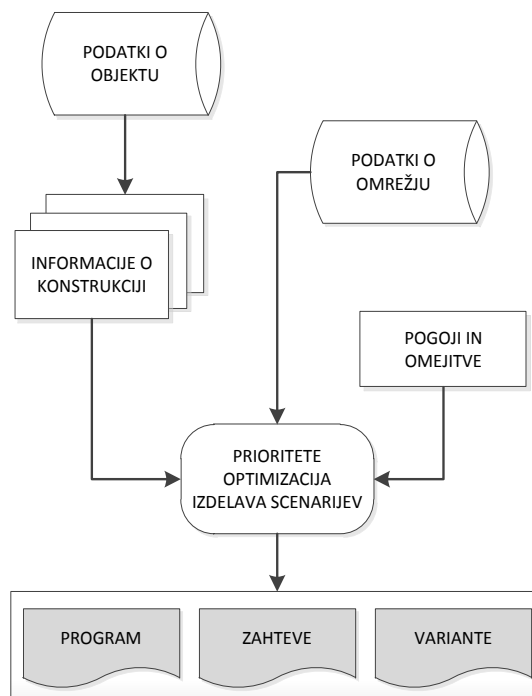 PODATKI O
OBJEKTU
PODATKI O
OMREŽJU
INFORMACIJE O
KONSTRUKCIJI
POGOJI IN
OMEJITVE
PRIORITETE
OPTIMIZACIJA
IZDELAVA SCENARIJEV
PROGRAM
ZAHTEVE
VARIANTE